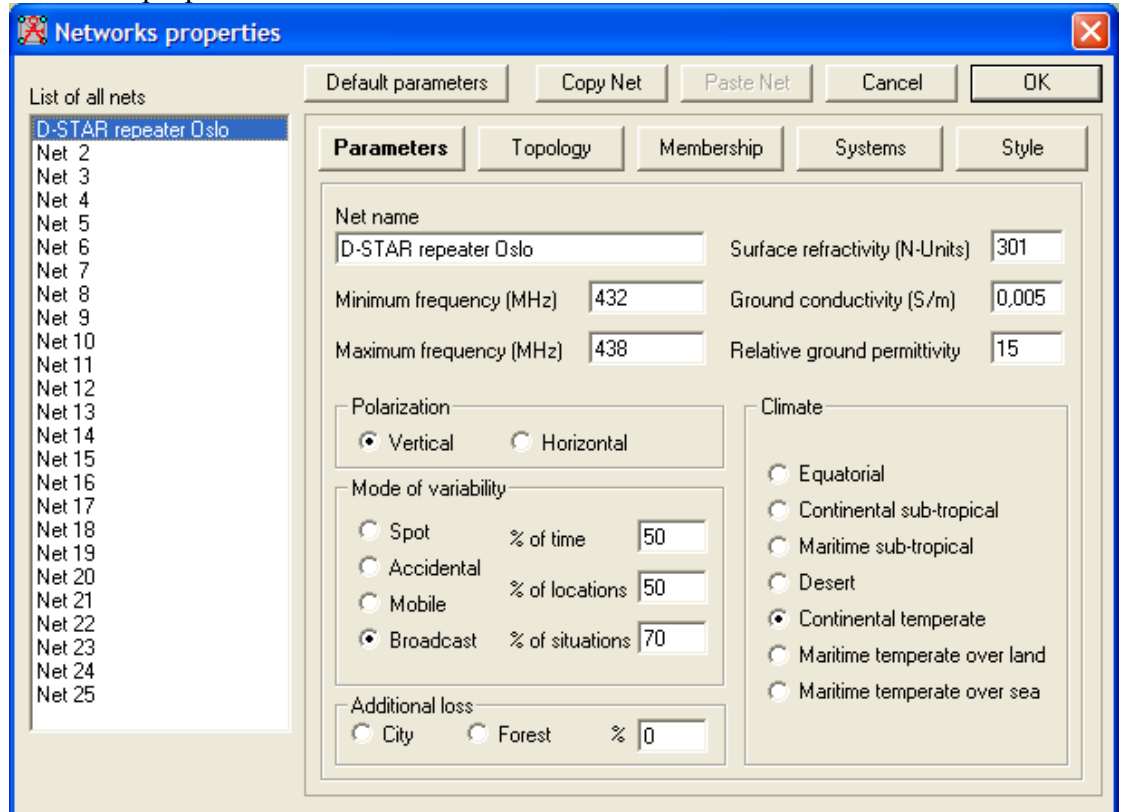 Networks properties
Default parameters Copy Net Paste Net Cancel OK
List of all nets
D-STAR repeater Oslo
Net 2
Net 3
Net 4
Net 5
Net 6
Net 7
Net 8
Net 9
Net 10
Net 11
Net 12
Net 13
Net 14
Net 15
Net 16
Net 17
Net 18
Net 19
Net 20
Net 21
Net 22
Net 23
Net 24
Net 25
Parameters Topology Membership Systems Style
Net name
D-STAR repeater Oslo
Minimum frequency (MHz) 432
Maximum frequency (MHz) 438
Surface refractivity (N-Units) 301
Ground conductivity (S/m) 0,005
Relative ground permittivity 15
Polarization
Vertical Horizontal
Mode of variability
Spot % of time 50
Accidental
% of locations 50
Mobile
Broadcast % of situations 70
Additional loss
City Forest % 0
Climate
Equatorial
Continental sub-tropical
Maritime sub-tropical
Desert
Continental temperate
Maritime temperate over land
Maritime temperate over sea